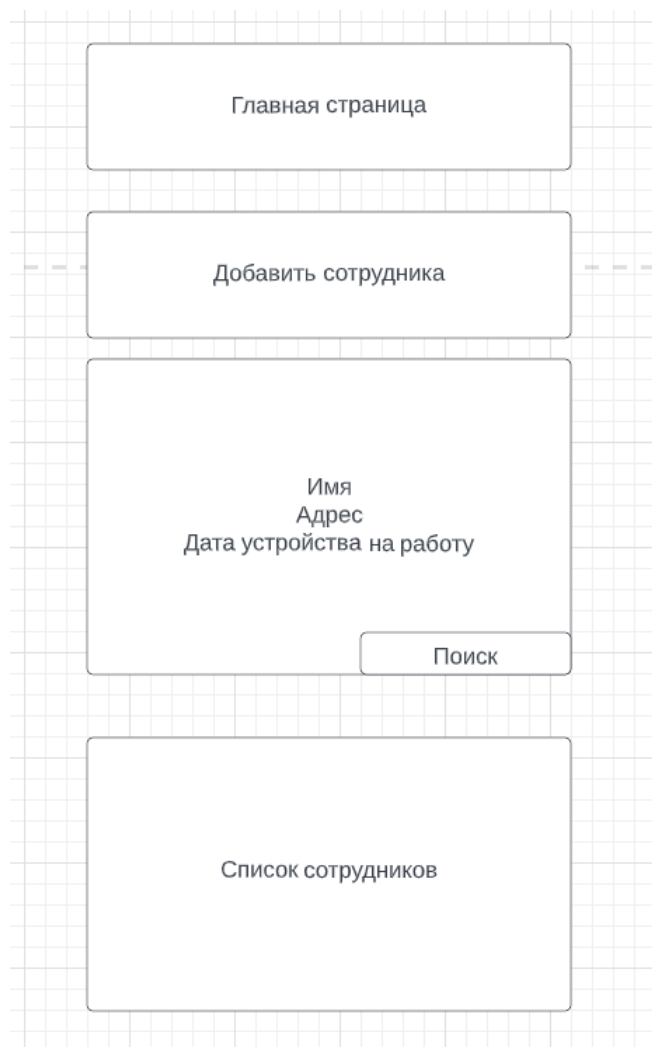 Главная страница
Добавить сотрудника
Имя
Адрес
Дата устройства на работу
Поиск
Список сотрудников